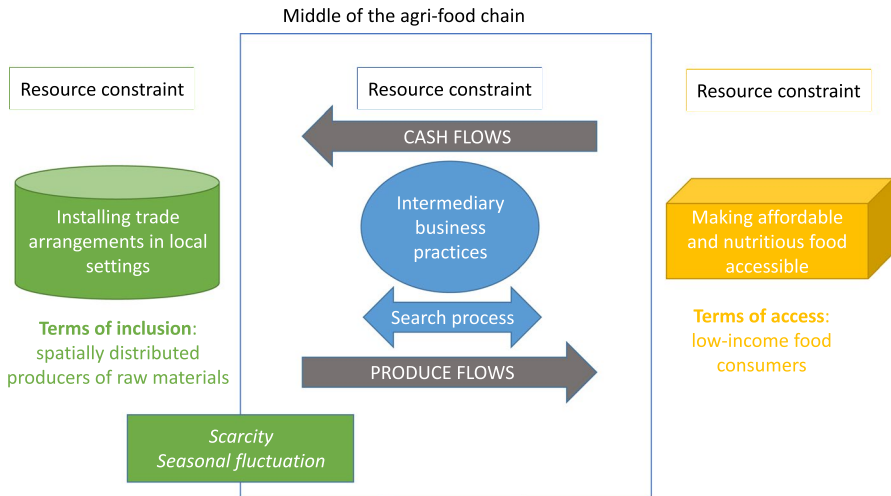 Middle of the agri-food chain
Resource constraint
Resource constraint
Resource constraint
CASH FLOWS
Installing trade
arrangements in local
settings
Intermediary
business
practices
Making affordable
and nutritious food
accessible
Search process
Terms of inclusion:
spatially distributed
producers of raw materials
Terms of access:
low-income food
consumers
PRODUCE FLOWS
Scarcity
Seasonal fluctuation